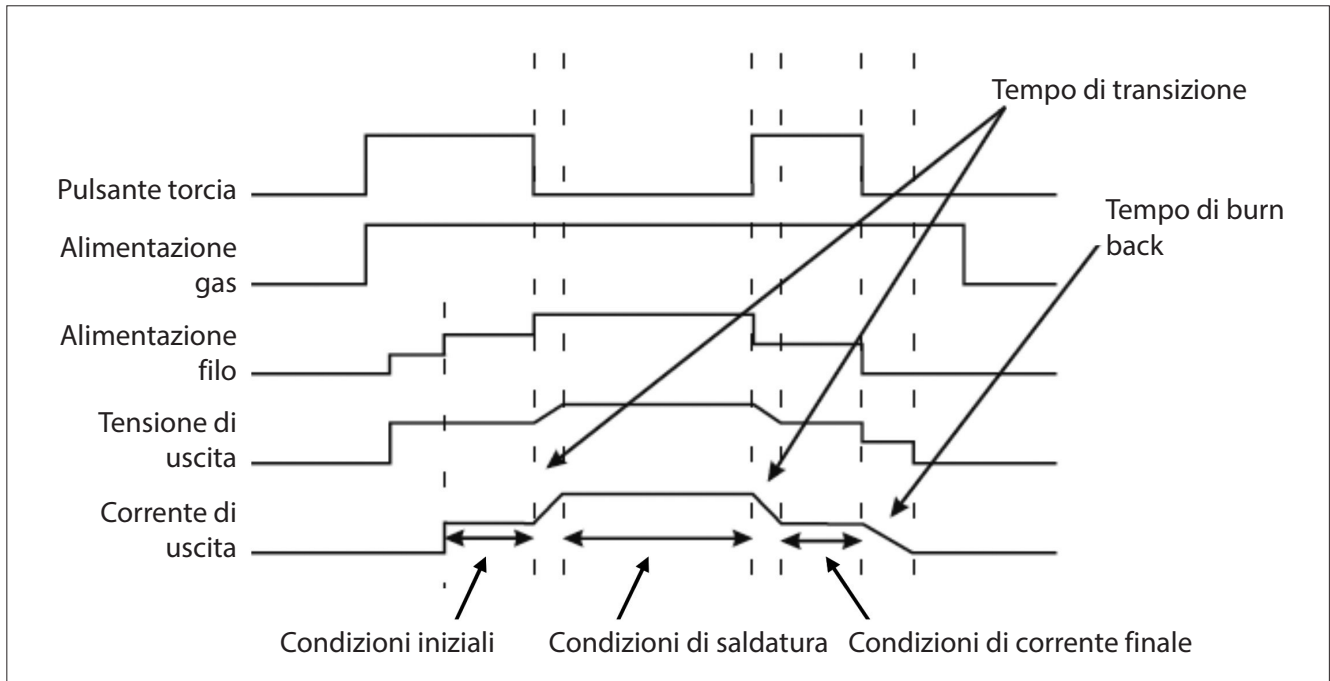 Tempo di transizione
Pulsante torcia
Tempo di burn
back
Alimentazione
gas
Alimentazione
filo
Tensione di
uscita
Corrente di
uscita
Condizioni iniziali
Condizioni di saldatura
Condizioni di corrente finale